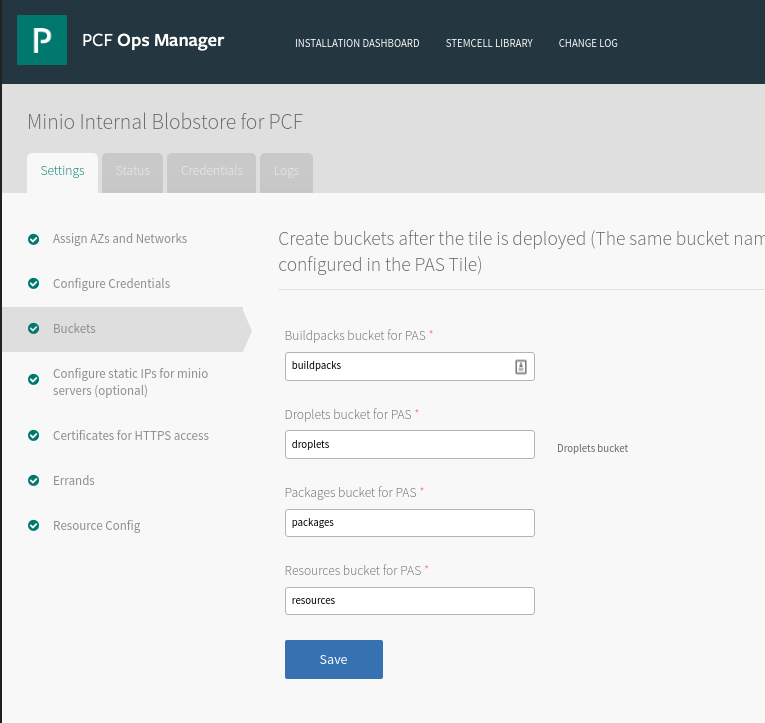 PCF Ops Manager
INSTALLATION DASHBOARD
STEMCELL LIBRARY
CHANGE LOG
Minio Internal Blobstore for PCF
Settings
Status
Credentials
Logs
Assign AZs and Networks
Configure Credentials
Buckets
Configure static IPs for minio
servers (optional)
Certificates for HTTPS access
Errands
Resource Config
Create buckets after the tile is deployed (The same bucket nam
configured in the PAS Tile)
Buildpacks bucket for PAS *
buildpacks
Droplets bucket for PAS *
droplets
Droplets bucket
Packages bucket for PAS *
packages
Resources bucket for PAS *
resources
Save